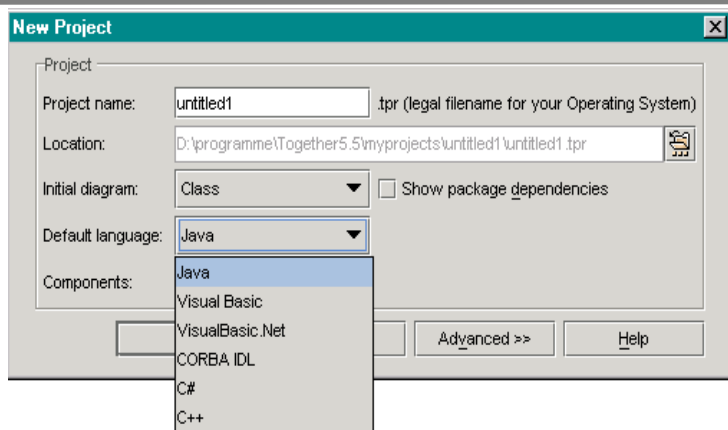 New Project
Project
Project name: untitled1 .tpr (legal filename for your Operating System)
Location: D:\programme\Together5.5\myprojects\untitled1\untitled1.tpr
Initial diagram: Class Show package dependencies
Default language: Java
Java
Components:
Visual Basic
VisualBasic.Net
Advanced >> Help
CORBA IDL
C#
C++